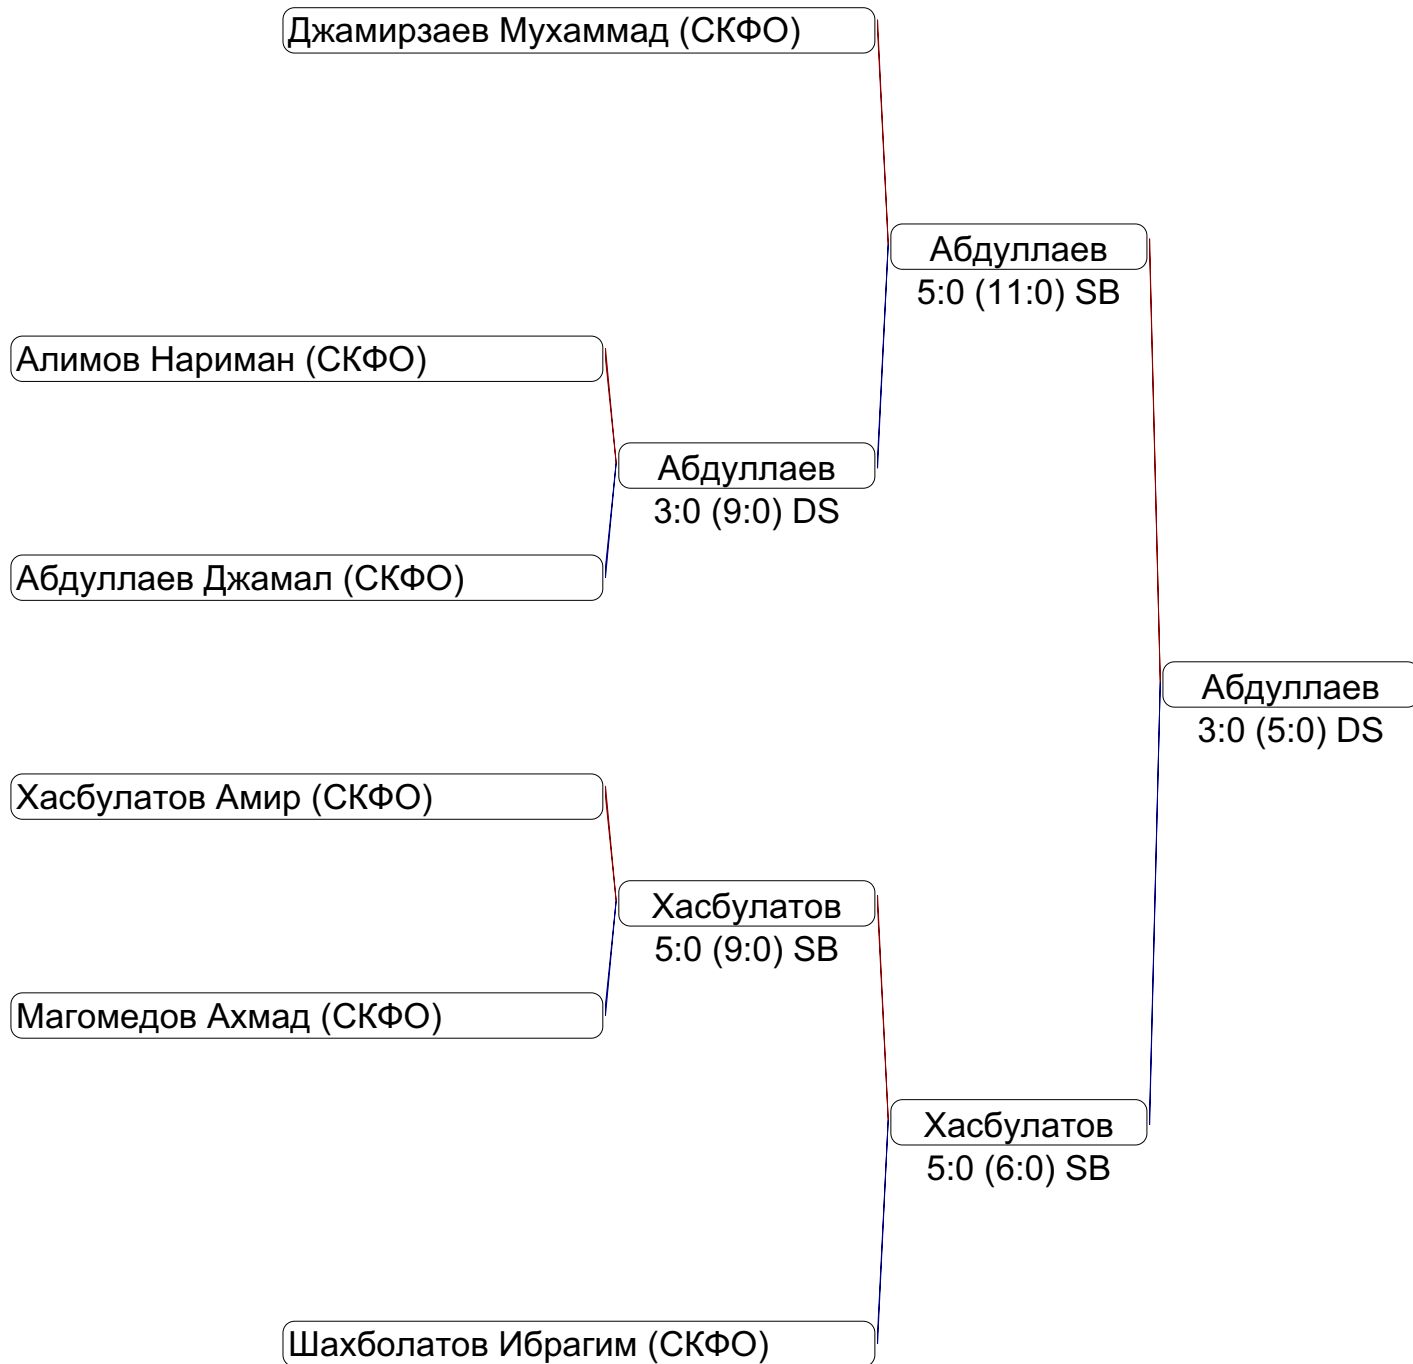 Джамирзаев Мухаммад (СКФО)
Абдуллаев
5:0 (11:0) SB
Алимов Нариман (СКФО)
Абдуллаев
3:0 (9:0) DS
Абдуллаев Джамал (СКФО)
Абдуллаев
3:0 (5:0) DS
Хасбулатов Амир (СКФО)
Хасбулатов
5:0 (9:0) SB
Магомедов Ахмад (СКФО)
Хасбулатов
5:0 (6:0) SB
Шахболатов Ибрагим (СКФО)